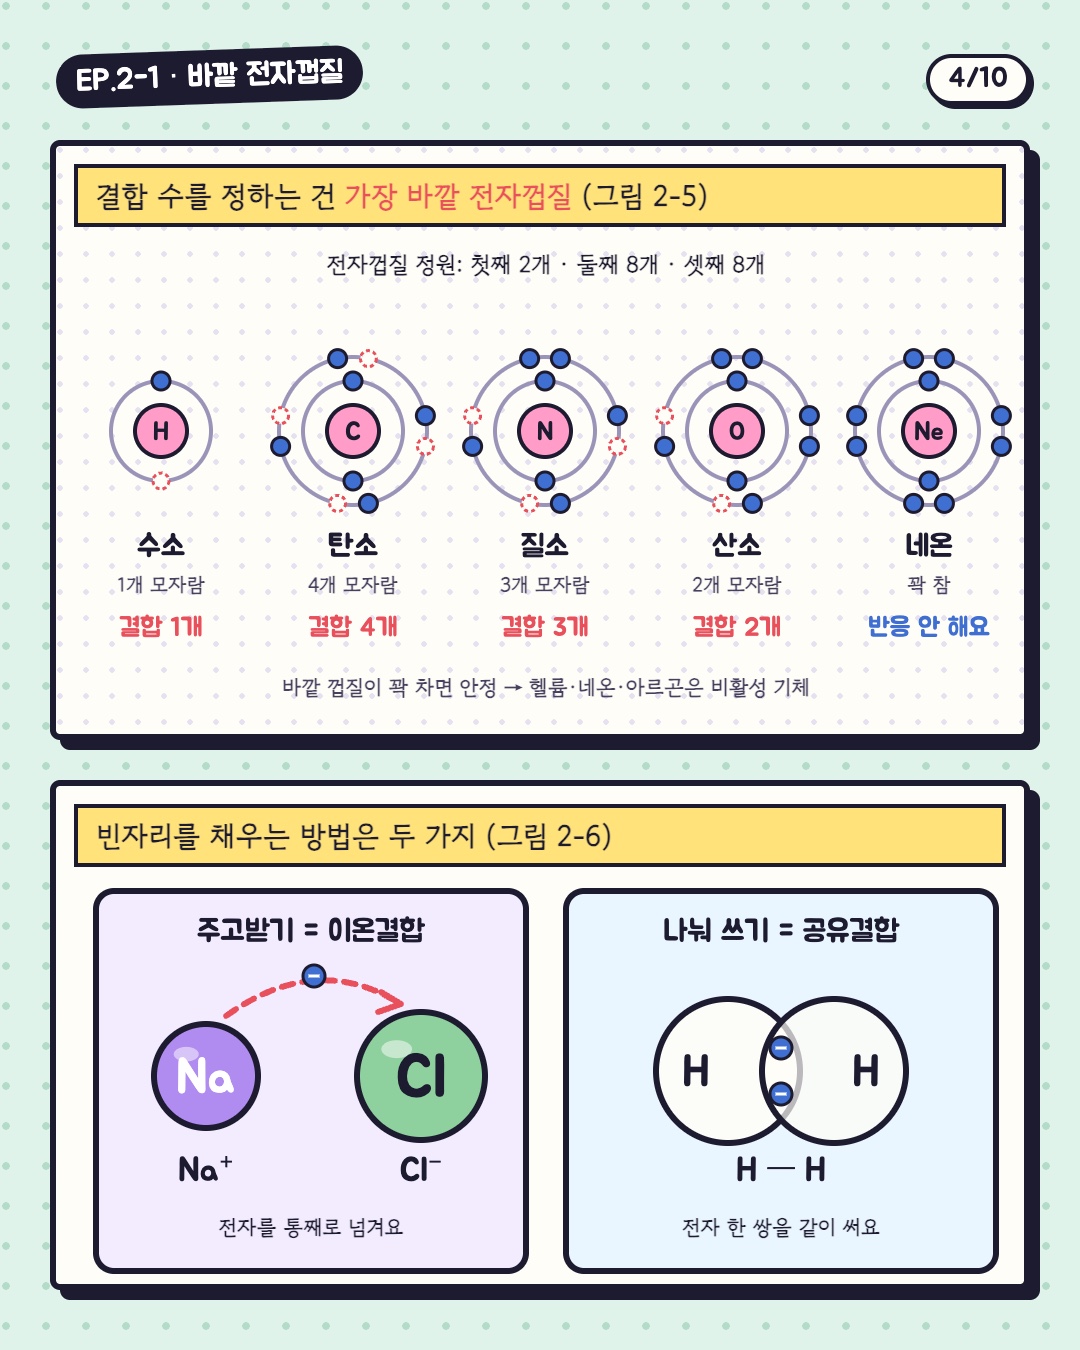 EP.2-1 · 바깥 전자껍질
4/10
결합 수를 정하는 건 가장 바깥 전자껍질 (그림 2-5)
전자껍질 정원: 첫째 2개 · 둘째 8개 · 셋째 8개
H C N O Ne
수소 탄소 질소 산소 네온
1개 모자람 4개 모자람 3개 모자람 2개 모자람 꽉 참
결합 1개 결합 4개 결합 3개 결합 2개 반응 안 해요
바깥 껍질이 꽉 차면 안정 → 헬륨·네온·아르곤은 비활성 기체
빈자리를 채우는 방법은 두 가지 (그림 2-6)
주고받기 = 이온결합
Na Cl
Na⁺ Cl⁻
전자를 통째로 넘겨요
나눠 쓰기 = 공유결합
H H
H — H
전자 한 쌍을 같이 써요